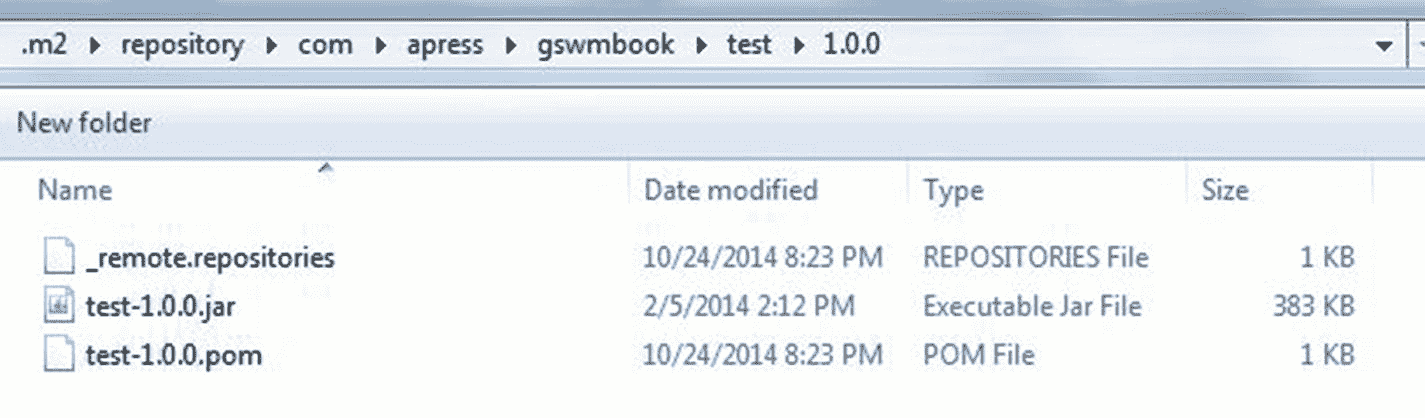 .m2 repository com apress gswmbook test 1.0.0
New folder
Name Date modified Type Size
_remote.repositories 10/24/2014 8:23 PM REPOSITORIES File 1 KB
test-1.0.0.jar 2/5/2014 2:12 PM Executable Jar File 383 KB
test-1.0.0.pom 10/24/2014 8:23 PM POM File 1 KB